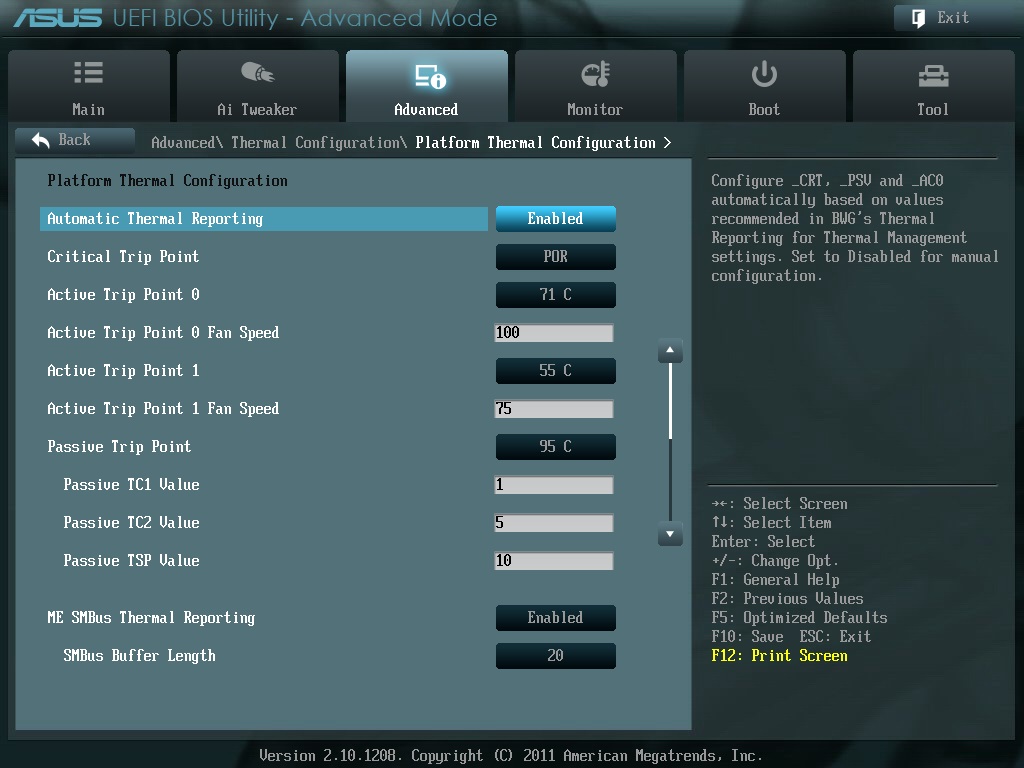 ASUS UEFI BIOS Utility - Advanced Mode
Exit
Main
Ai Tweaker
Advanced
Monitor
Boot
Tool
Back
Advanced\ Thermal Configuration\ Platform Thermal Configuration >
Platform Thermal Configuration
Automatic Thermal Reporting Enabled
Critical Trip Point POR
Active Trip Point 0 71 C
Active Trip Point 0 Fan Speed 100
Active Trip Point 1 55 C
Active Trip Point 1 Fan Speed 75
Passive Trip Point 95 C
Passive TC1 Value 1
Passive TC2 Value 5
Passive TSP Value 10
ME SMBus Thermal Reporting Enabled
SMBus Buffer Length 20
Configure _CRT, _PSV and _AC0
automatically based on values
recommended in BWG's Thermal
Reporting for Thermal Management
settings. Set to Disabled for manual
configuration.
→←: Select Screen
↑↓: Select Item
Enter: Select
+/-: Change Opt.
F1: General Help
F2: Previous Values
F5: Optimized Defaults
F10: Save ESC: Exit
F12: Print Screen
Version 2.10.1208. Copyright (C) 2011 American Megatrends, Inc.